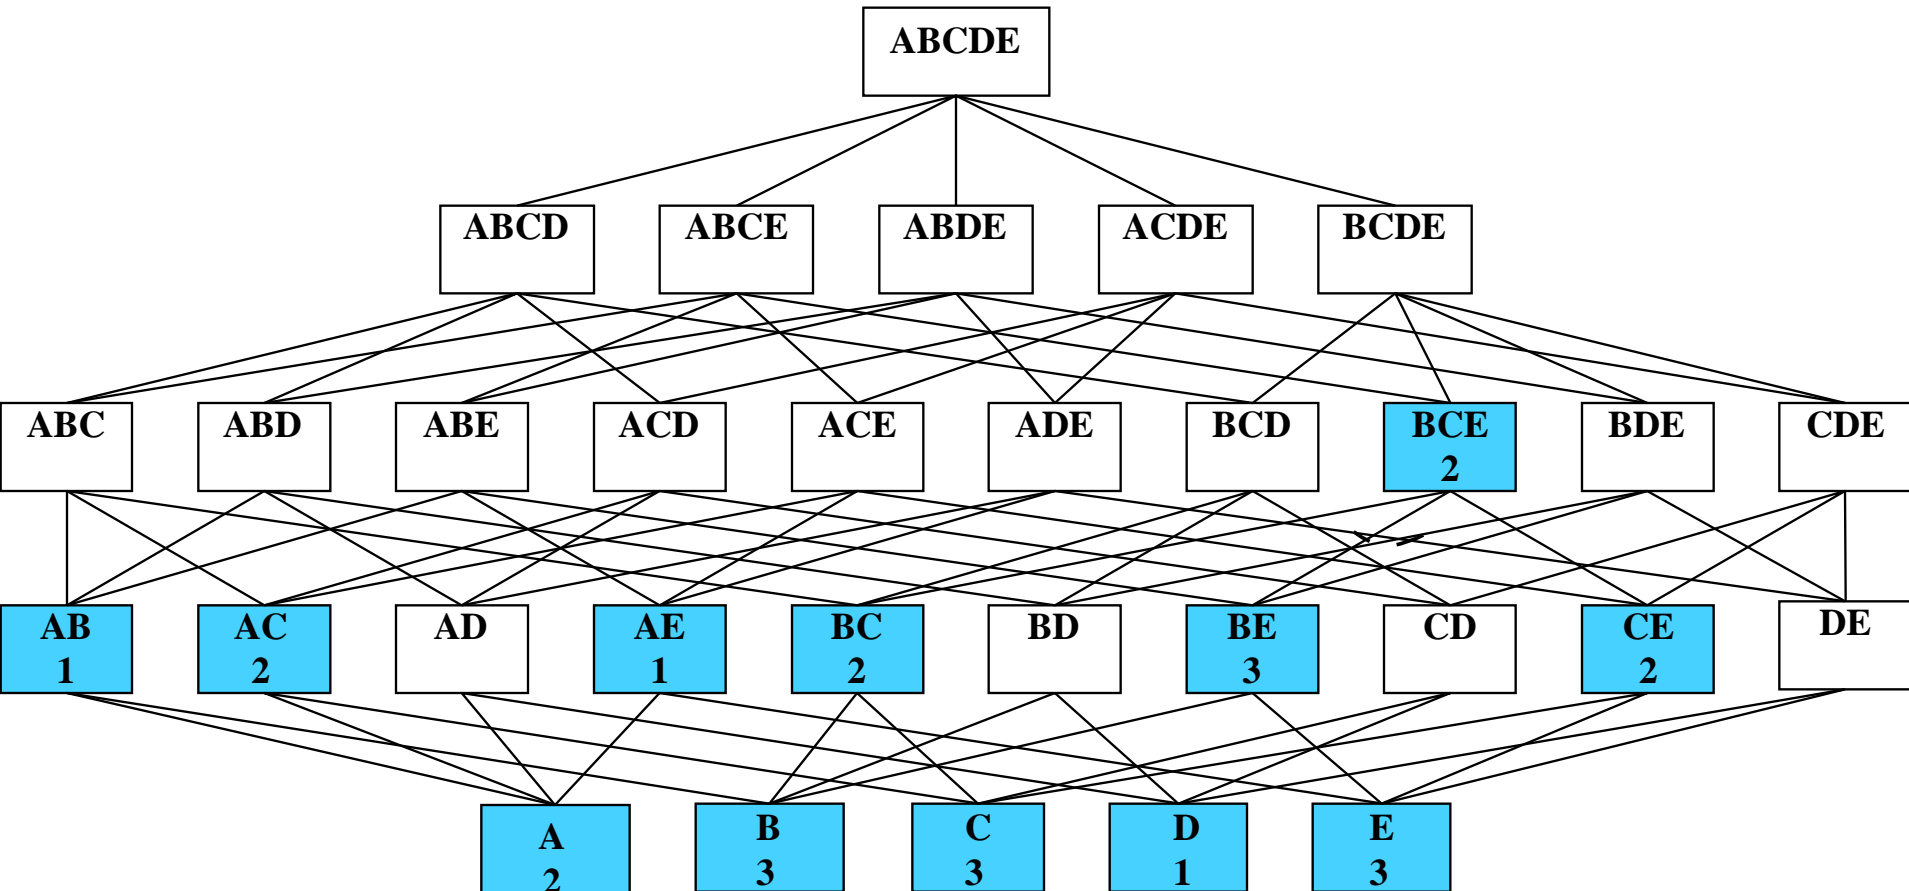 ABCDE
ABCD ABCE ABDE ACDE BCDE
ABC ABD ABE ACD ACE ADE BCD BCE BDE CDE
2
AB AC AD AE BC BD BE CD CE DE
1 2 1 2 3 2
A B C D E
2 3 3 1 3